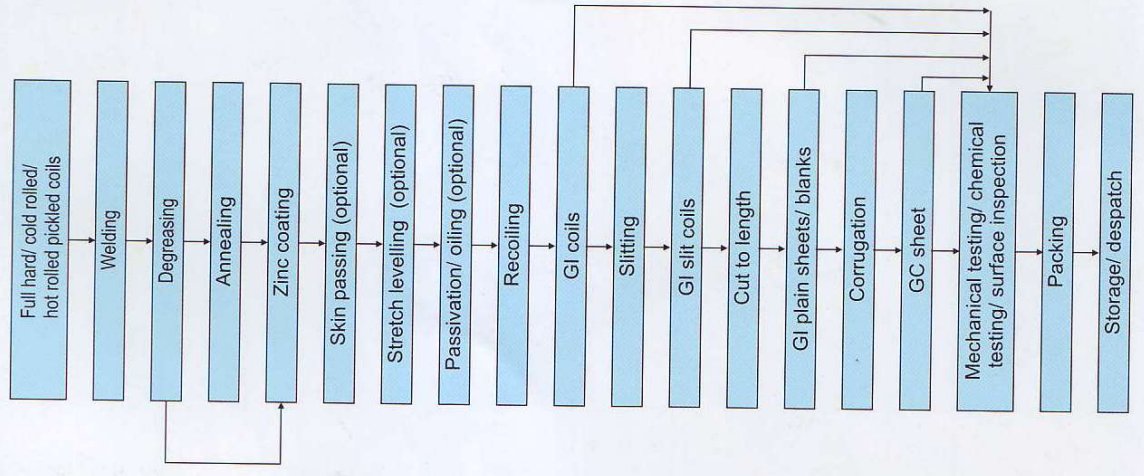 Full hard/ cold rolled/
hot rolled pickled coils
Welding
Degreasing
Annealing
Zinc coating
Skin passing (optional)
Stretch levelling (optional)
Passivation/ oiling (optional)
Recoiling
GI coils
Slitting
GI slit coils
Cut to length
GI plain sheets/ blanks
Corrugation
GC sheet
Mechanical testing/ chemical
testing/ surface inspection
Packing
Storage/ despatch